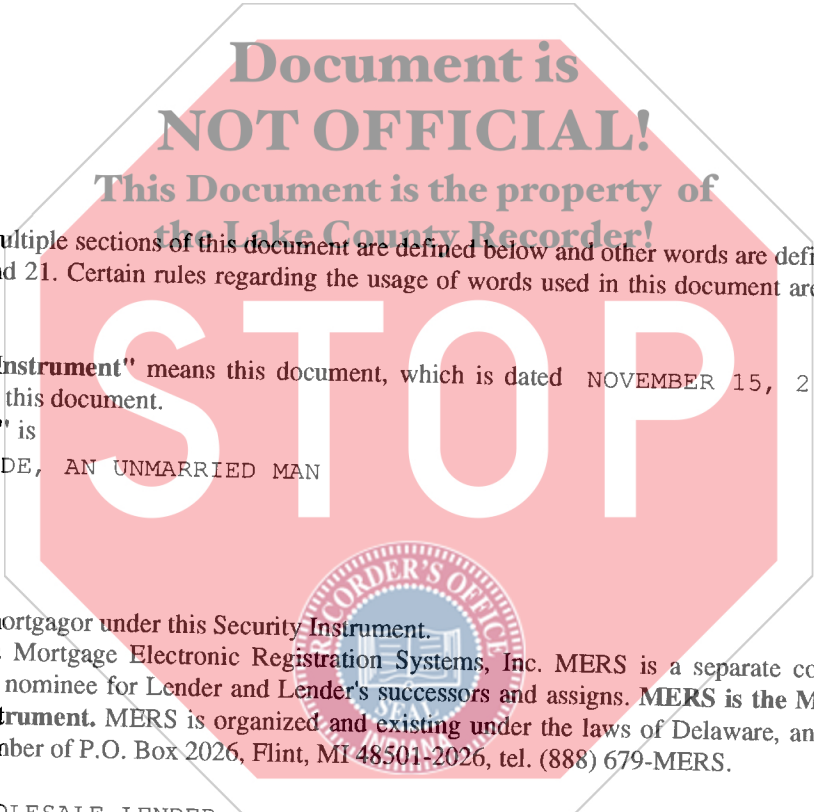 Document is
NOT OFFICIAL!
This Document is the property of
the Lake County Recorder!
ultiple sections of this document are defined below and other words are defi
d 21. Certain rules regarding the usage of words used in this document are
Instrument" means this document, which is dated NOVEMBER 15, 2
this document.
" is
DE, AN UNMARRIED MAN
STOP
RECORDER'S OFFICE
ortgagor under this Security Instrument.
. Mortgage Electronic Registration Systems, Inc. MERS is a separate co
nominee for Lender and Lender's successors and assigns. MERS is the M
trument. MERS is organized and existing under the laws of Delaware, an
mber of P.O. Box 2026, Flint, MI 48501-2026, tel. (888) 679-MERS.
SEAL
INDIANA
OLESALE LENDER